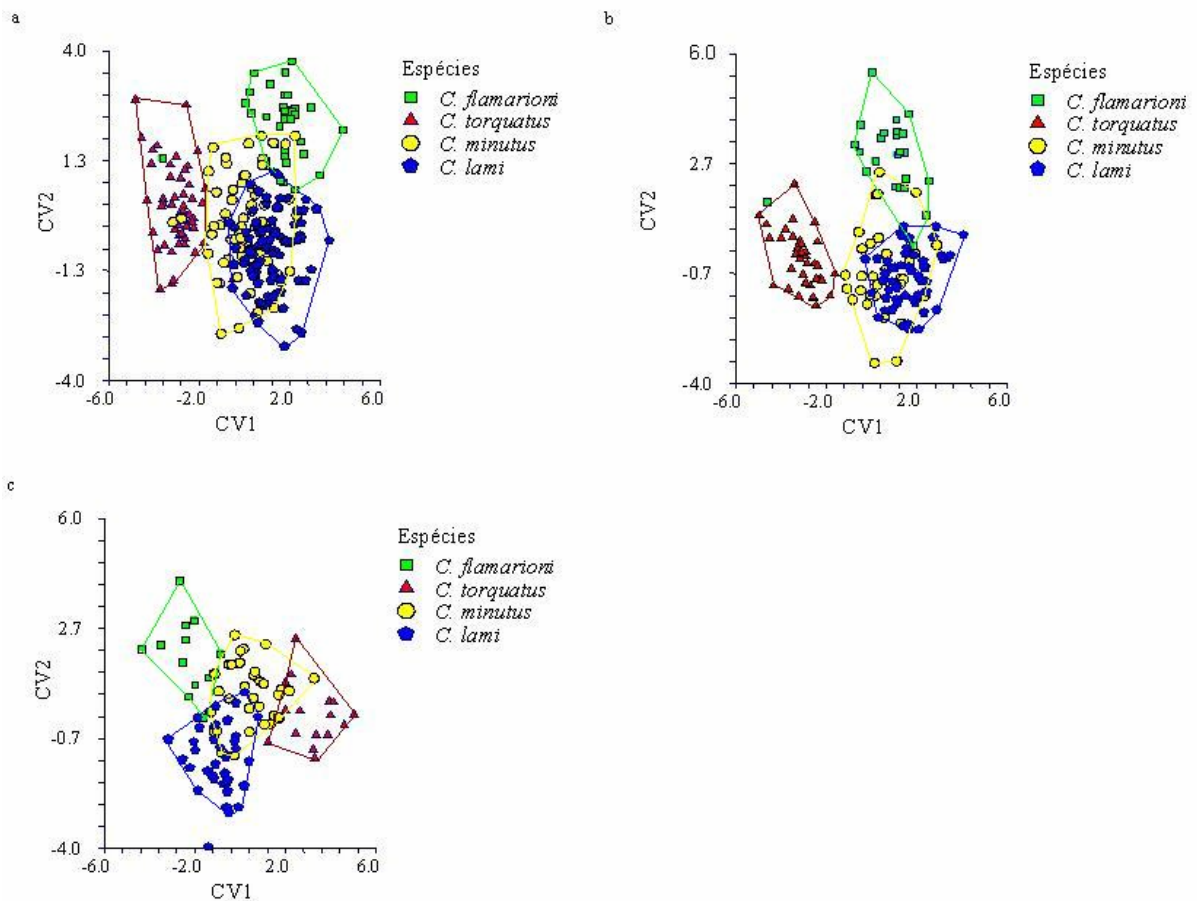 a
4.0
1.3
-1.3
-4.0
CV2
-6.0
-2.0
2.0
6.0
CV1
Espécies
C. flamarioni
C. torquatus
C. minutus
C. lami
b
6.0
2.7
-0.7
-4.0
CV2
-6.0
-2.0
2.0
6.0
CV1
Espécies
C. flamarioni
C. torquatus
C. minutus
C. lami
c
6.0
2.7
-0.7
-4.0
CV2
-6.0
-2.0
2.0
6.0
CV1
Espécies
C. flamarioni
C. torquatus
C. minutus
C. lami